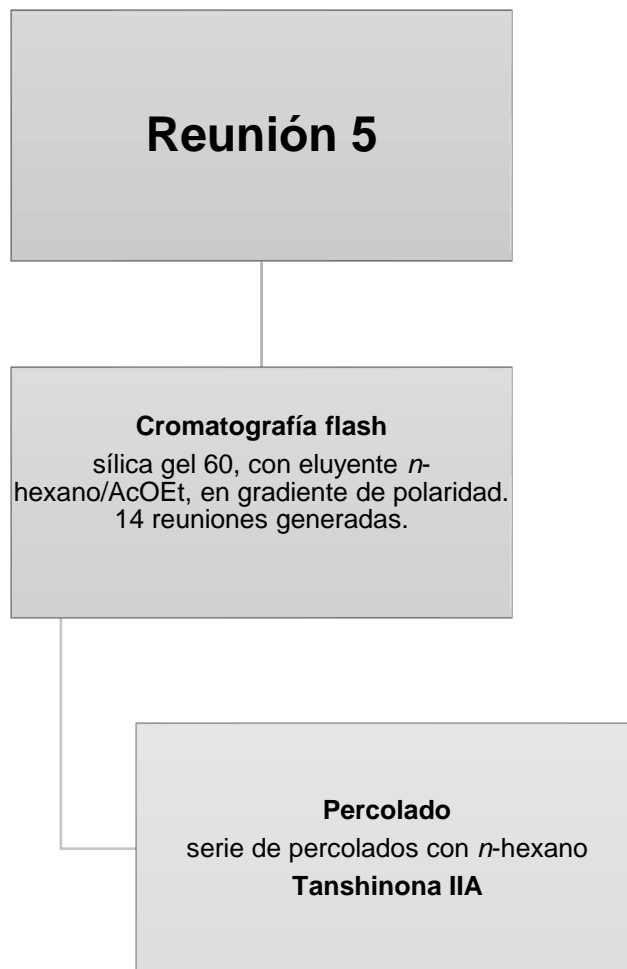 Reunión 5
Cromatografía flash
sílica gel 60, con eluyente n-
hexano/AcOEt, en gradiente de polaridad.
14 reuniones generadas.
Percolado
serie de percolados con n-hexano
Tanshinona IIA